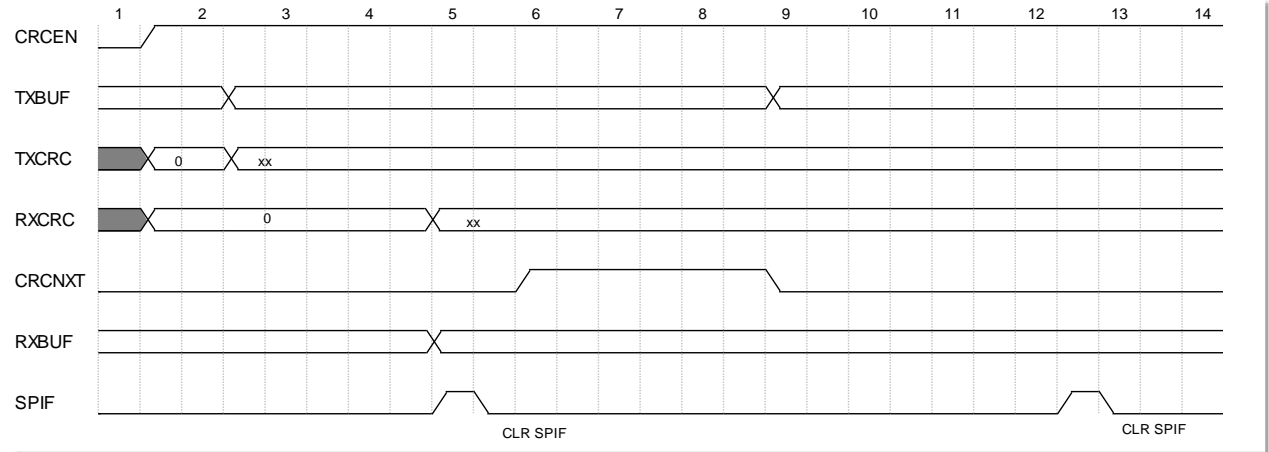 1 2 3 4 5 6 7 8 9 10 11 12 13 14
CRCEN
TXBUF
TXCRC 0 xx
RXCRC 0 xx
CRCNXT
RXBUF
SPIF
CLR SPIF CLR SPIF